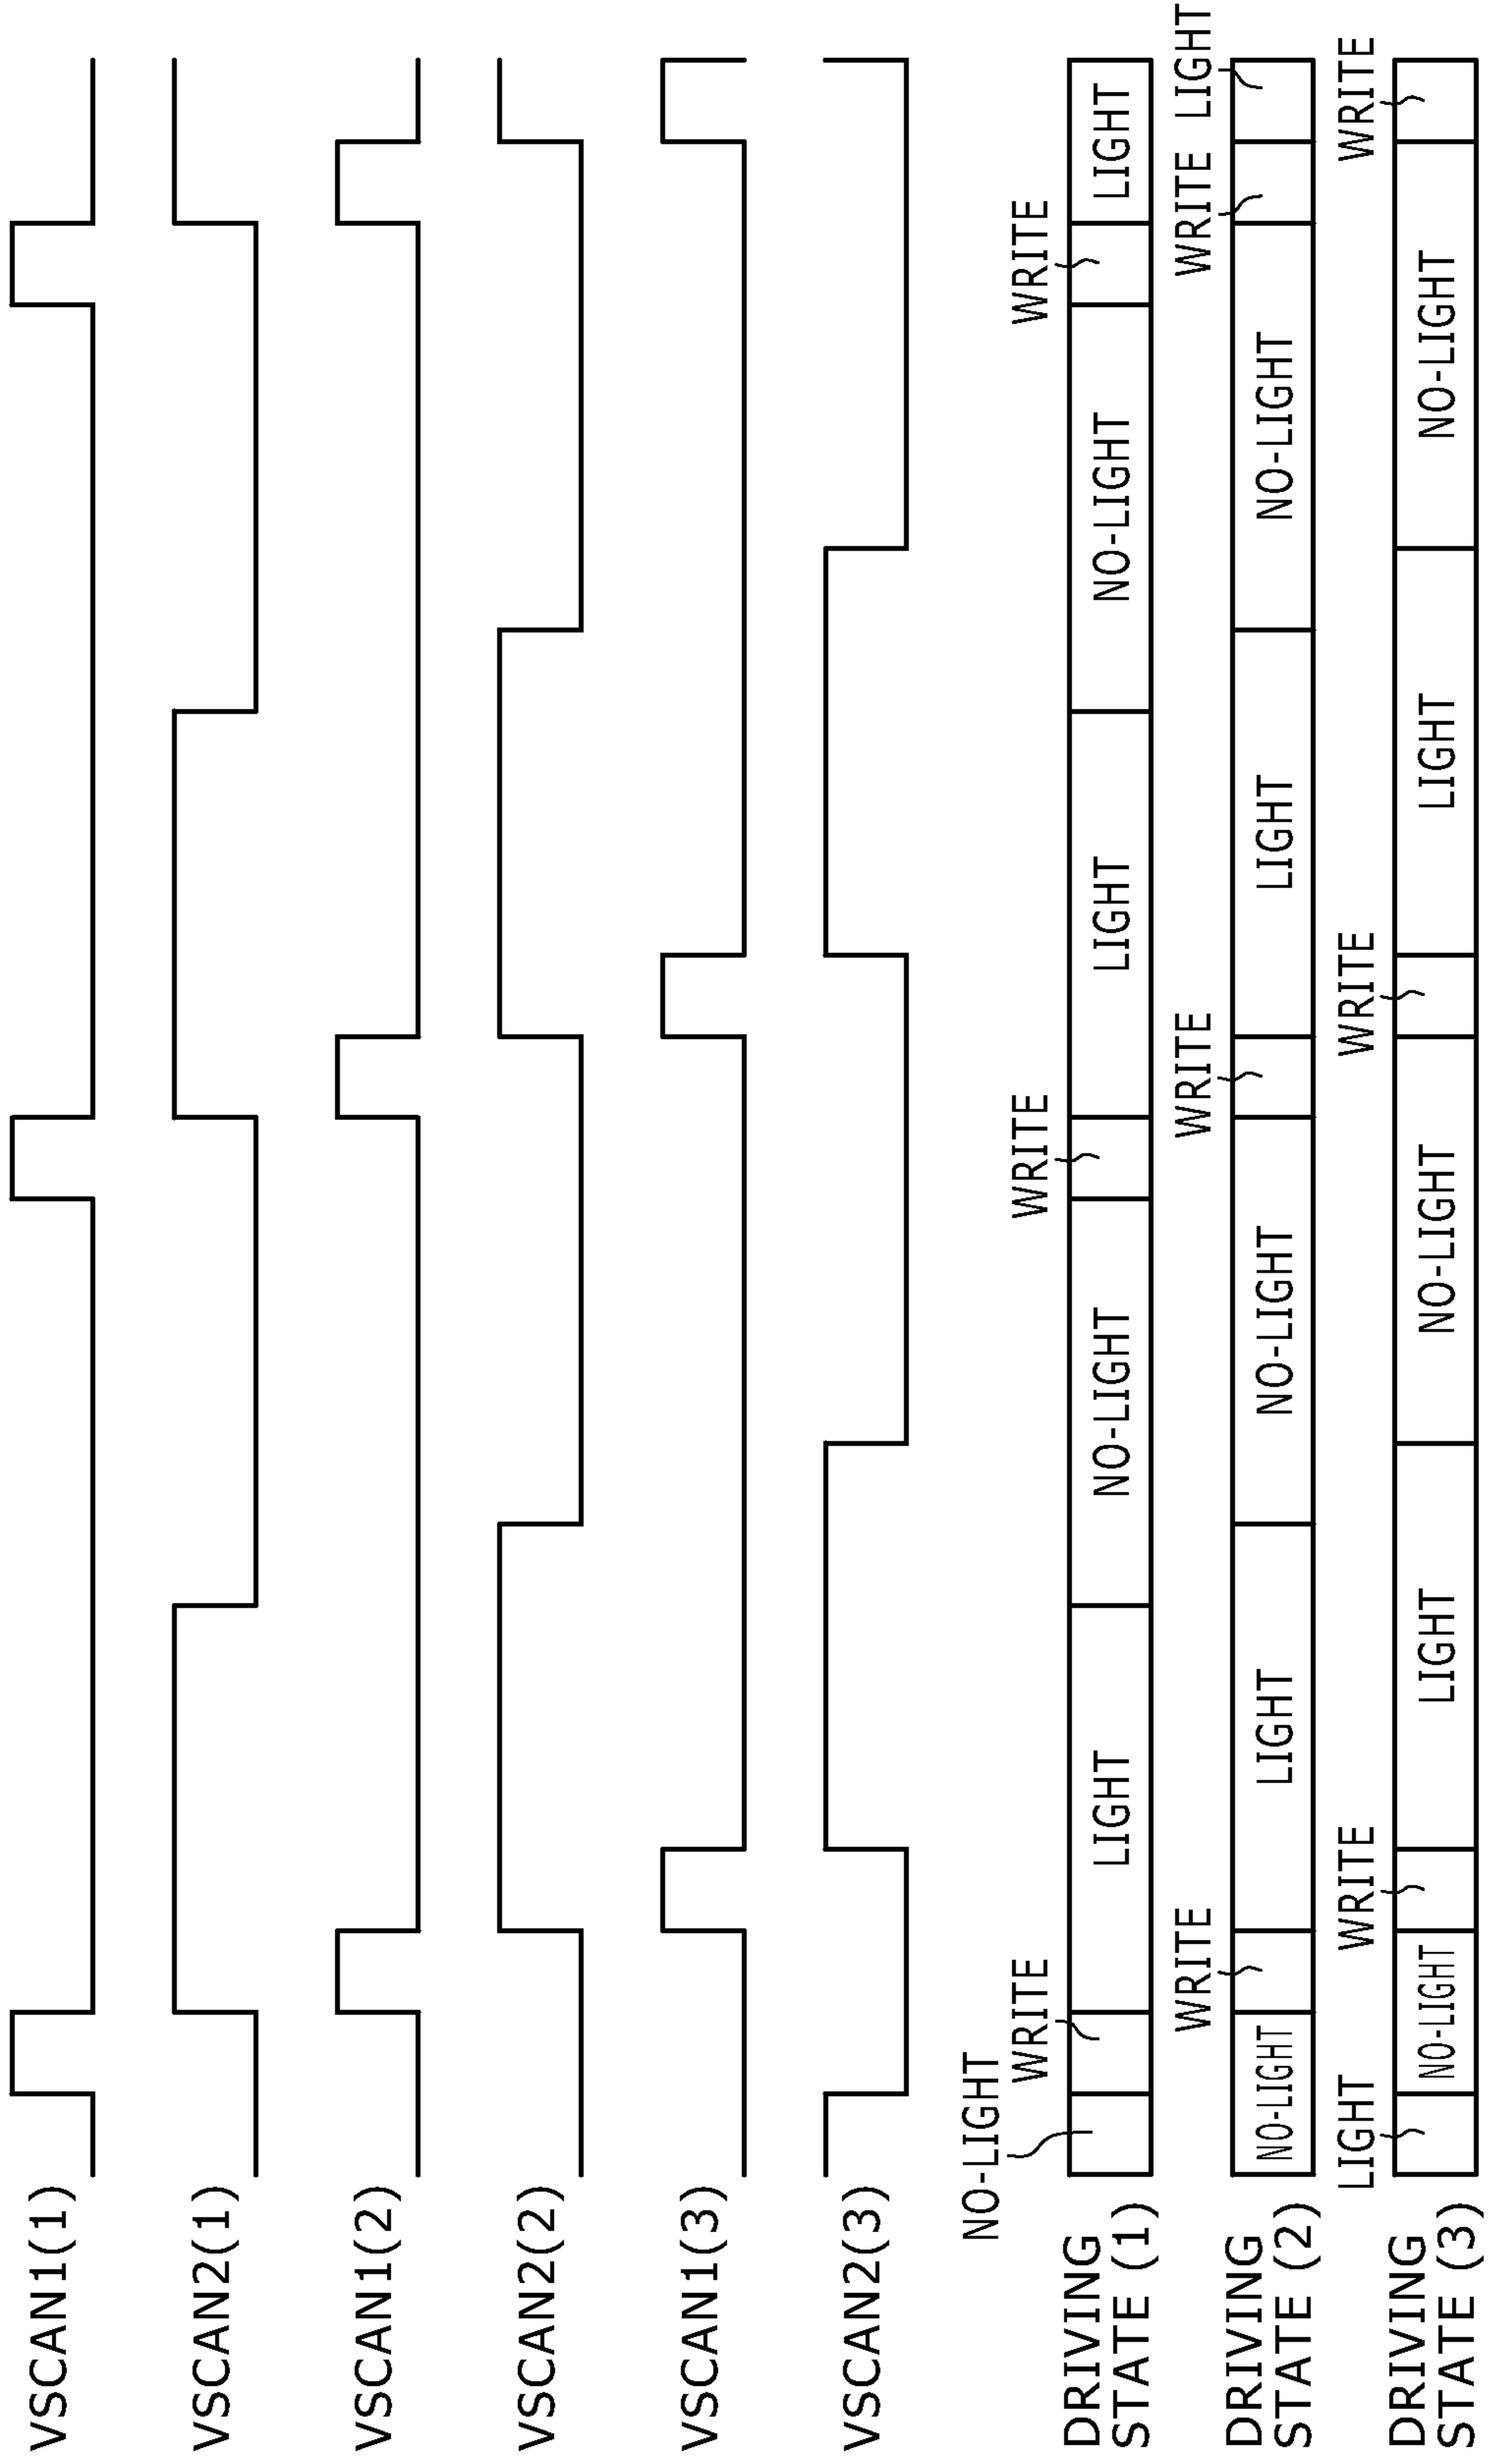 VSCAN1(1)
VSCAN2(1)
VSCAN1(2)
VSCAN2(2)
VSCAN1(3)
VSCAN2(3)
NO-LIGHT
WRITE
WRITE
WRITE
DRIVING
STATE (1)
LIGHT
NO-LIGHT
LIGHT
NO-LIGHT
LIGHT
WRITE
WRITE
WRITE
LIGHT
DRIVING
STATE (2)
NO-LIGHT
LIGHT
NO-LIGHT
LIGHT
NO-LIGHT
LIGHT
WRITE
WRITE
WRITE
DRIVING
STATE (3)
NO-LIGHT
LIGHT
NO-LIGHT
LIGHT
NO-LIGHT